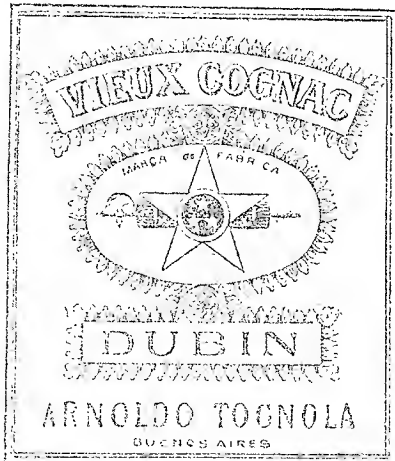 VIEUX COGNAC
MARCA DE FABRICA
DUBIN
ARNOLDO TOGNOLA
BUENOS AIRES